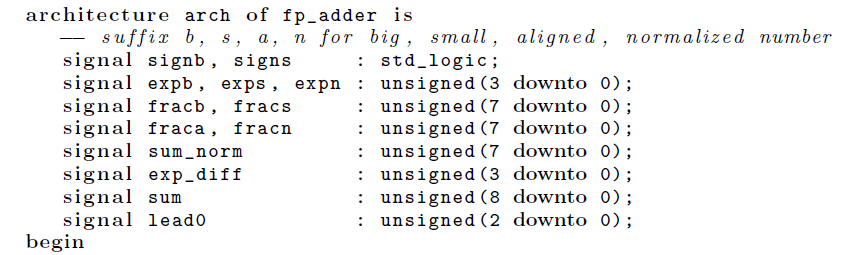 architecture arch of fp_adder is
-- suffix b, s, a, n for big, small, aligned, normalized number
signal signb, signs : std_logic;
signal expb, exps, expn : unsigned(3 downto 0);
signal fracb, fracs : unsigned(7 downto 0);
signal fraca, fracn : unsigned(7 downto 0);
signal sum_norm : unsigned(7 downto 0);
signal exp_diff : unsigned(3 downto 0);
signal sum : unsigned(8 downto 0);
signal lead0 : unsigned(2 downto 0);
begin